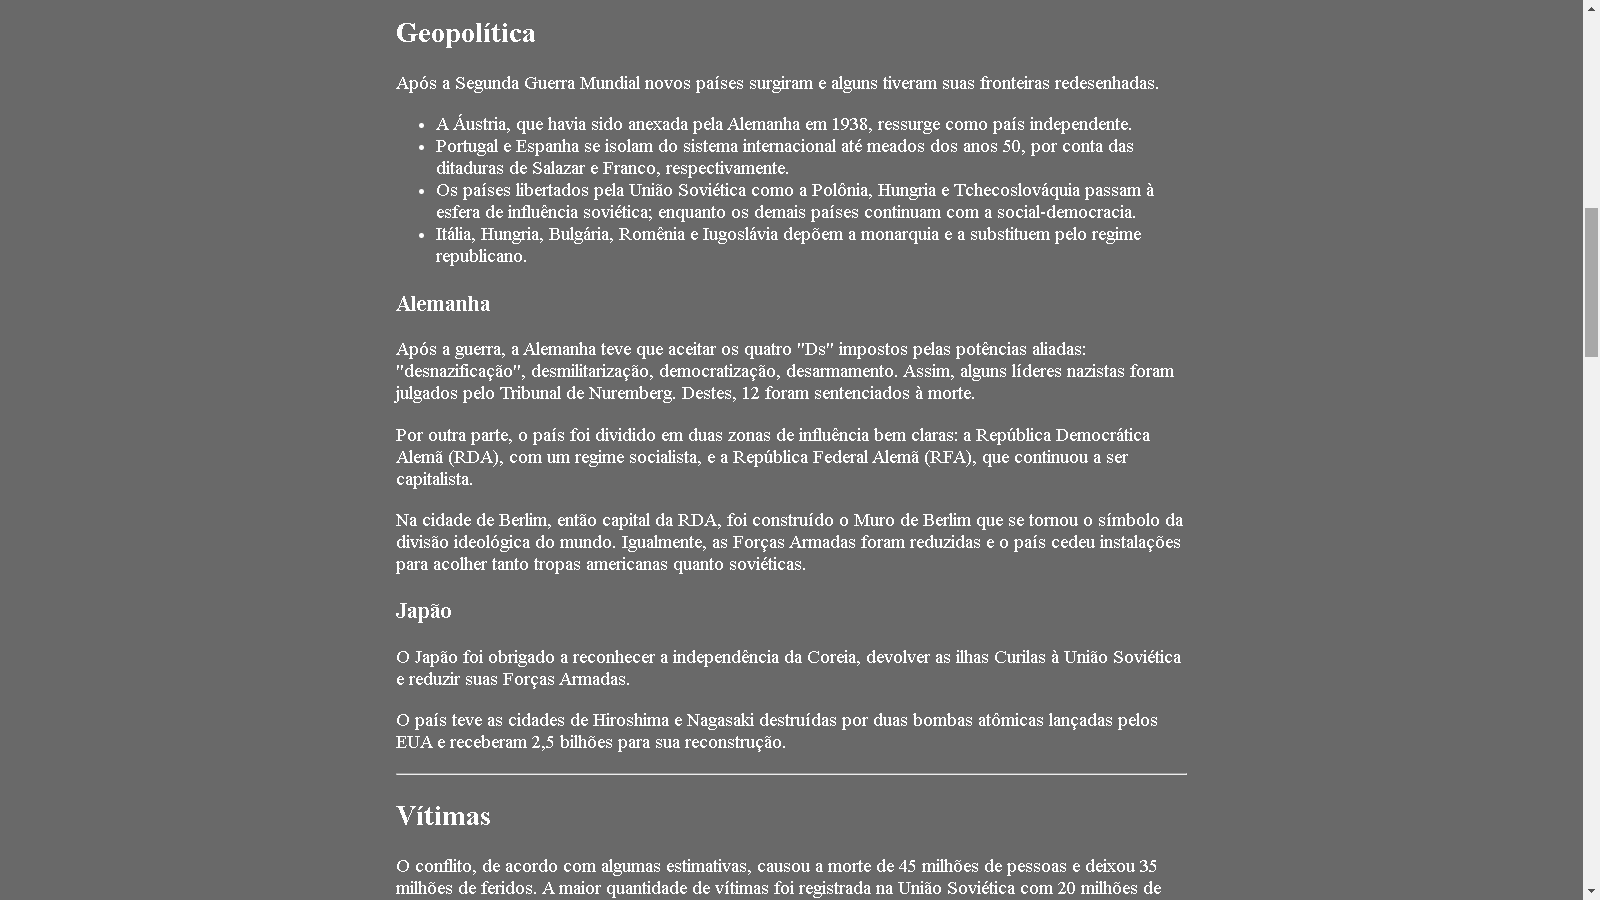 Geopolítica
Após a Segunda Guerra Mundial novos países surgiram e alguns tiveram suas fronteiras redesenhadas.
• A Áustria, que havia sido anexada pela Alemanha em 1938, ressurge como país independente.
• Portugal e Espanha se isolam do sistema internacional até meados dos anos 50, por conta das
ditaduras de Salazar e Franco, respectivamente.
• Os países libertados pela União Soviética como a Polônia, Hungria e Tchecoslováquia passam à
esfera de influência soviética; enquanto os demais países continuam com a social-democracia.
• Itália, Hungria, Bulgária, Romênia e Iugoslávia depõem a monarquia e a substituem pelo regime
republicano.
Alemanha
Após a guerra, a Alemanha teve que aceitar os quatro "Ds" impostos pelas potências aliadas:
"desnazificação", desmilitarização, democratização, desarmamento. Assim, alguns líderes nazistas foram
julgados pelo Tribunal de Nuremberg. Destes, 12 foram sentenciados à morte.
Por outra parte, o país foi dividido em duas zonas de influência bem claras: a República Democrática
Alemã (RDA), com um regime socialista, e a República Federal Alemã (RFA), que continuou a ser
capitalista.
Na cidade de Berlim, então capital da RDA, foi construído o Muro de Berlim que se tornou o símbolo da
divisão ideológica do mundo. Igualmente, as Forças Armadas foram reduzidas e o país cedeu instalações
para acolher tanto tropas americanas quanto soviéticas.
Japão
O Japão foi obrigado a reconhecer a independência da Coreia, devolver as ilhas Curilas à União Soviética
e reduzir suas Forças Armadas.
O país teve as cidades de Hiroshima e Nagasaki destruídas por duas bombas atômicas lançadas pelos
EUA e receberam 2,5 bilhões para sua reconstrução.
Vítimas
O conflito, de acordo com algumas estimativas, causou a morte de 45 milhões de pessoas e deixou 35
milhões de feridos. A maior quantidade de vítimas foi registrada na União Soviética com 20 milhões de